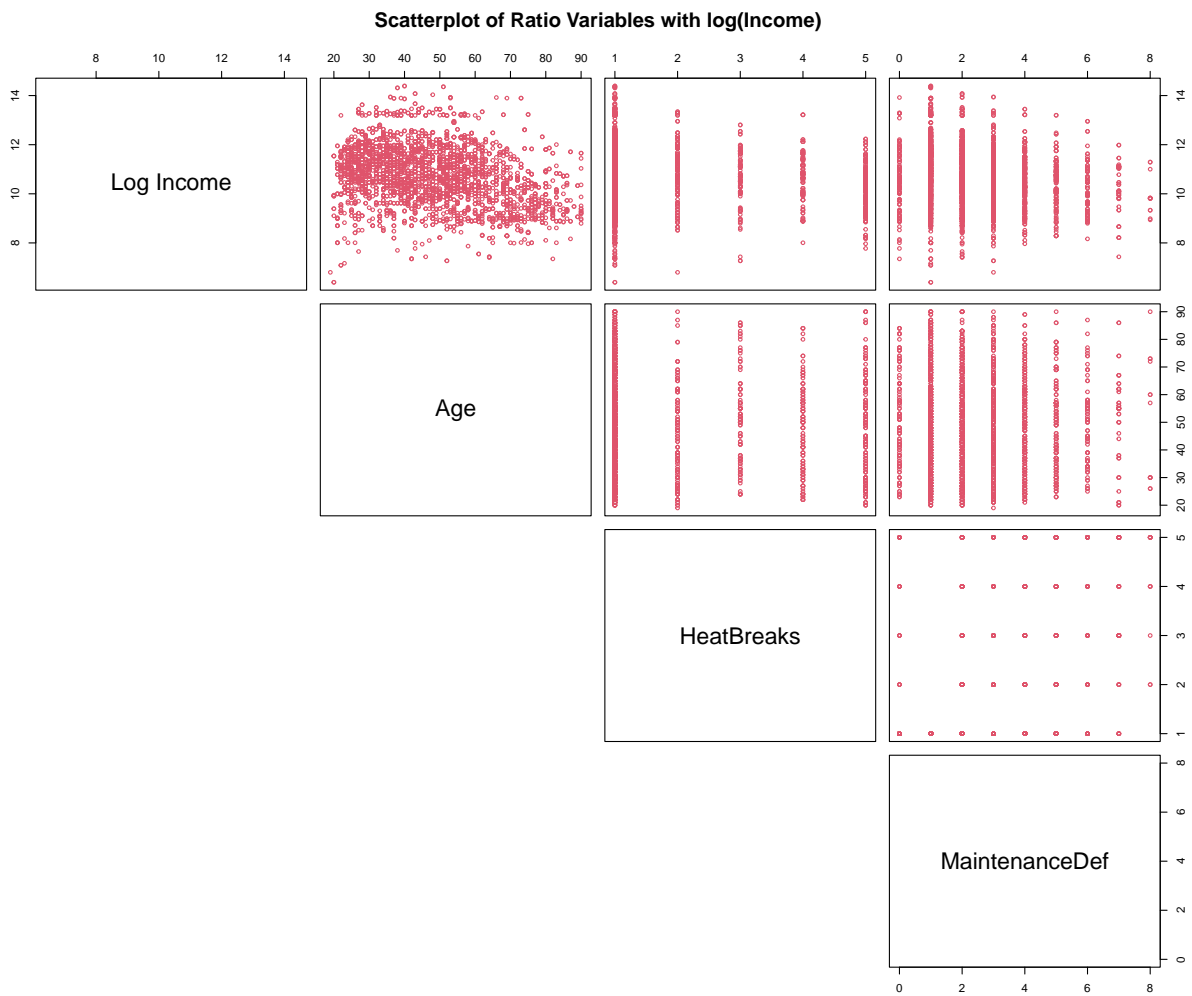 Scatterplot of Ratio Variables with log(Income)
8 10 12 14
20 30 40 50 60 70 80 90
1 2 3 4 5
0 2 4 6 8
8 10 12 14
Log Income
8 10 12 14
Age
20 30 40 50 60 70 80 90
HeatBreaks
1 2 3 4 5
MaintenanceDef
0 2 4 6 8
0 2 4 6 8